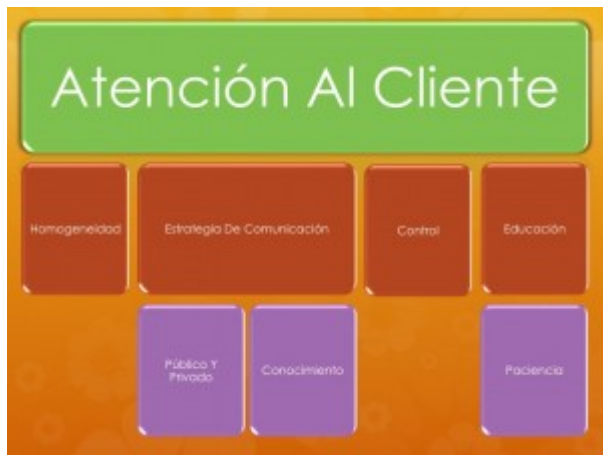 Atención Al Cliente
Homogeneidad
Estrategia De Comunicación
Control
Educación
Público Y
Privado
Conocimiento
Paciencia